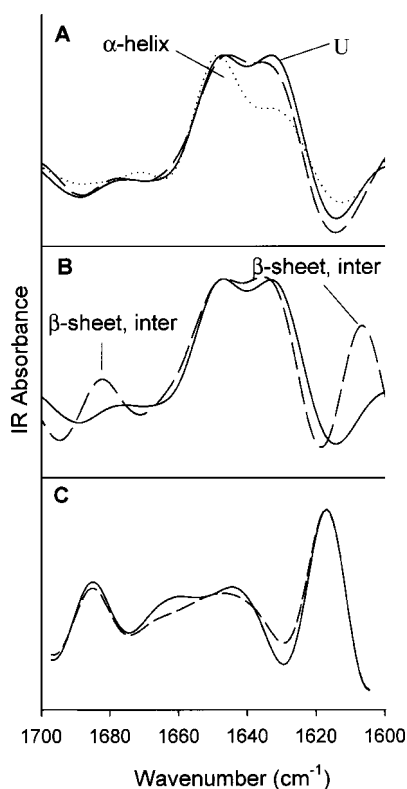 A
α-helix
U
B
β-sheet, inter
β-sheet, inter
IR Absorbance
C
1700 1680 1660 1640 1620 1600
Wavenumber (cm⁻¹)